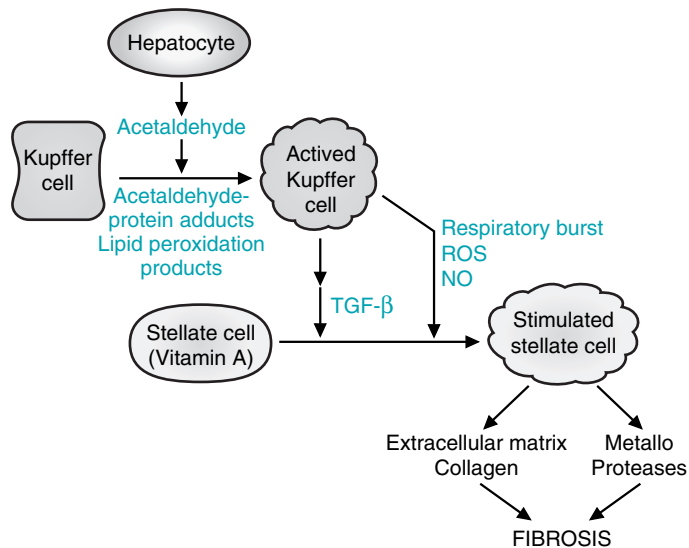 Hepatocyte
Acetaldehyde
Kupffer
cell
Actived
Kupffer
cell
Acetaldehyde-
protein adducts
Lipid peroxidation
products
Respiratory burst
ROS
NO
TGF-β
Stellate cell
(Vitamin A)
Stimulated
stellate cell
Extracellular matrix
Collagen
Metallo
Proteases
FIBROSIS